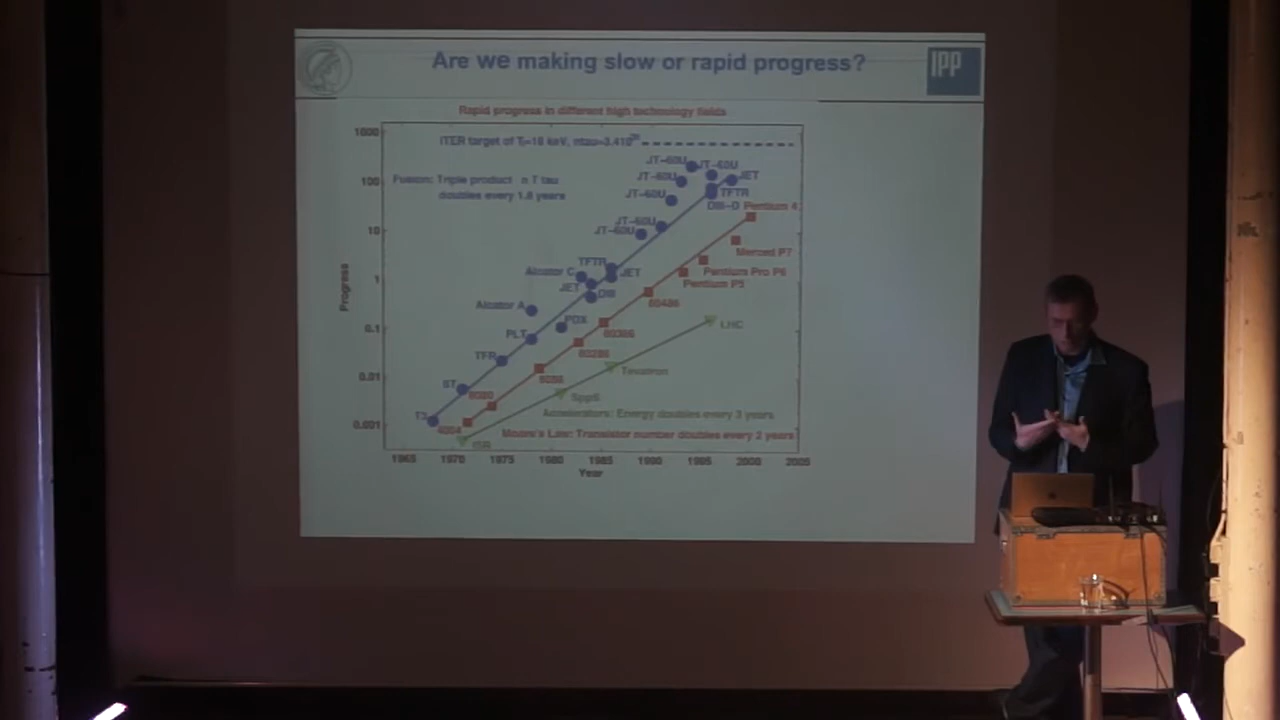 Are we making slow or rapid progress?
IPP
Rapid progress in different high technology fields
1000
ITER target of Ti=18 keV, ntau=3.410^20
JT-60U
JT-60U
JT-60U
JET
100
Fusion: Triple product n T tau
doubles every 1.8 years
JT-60U
TFTR
DIII-D
Pentium 4
JT-60U
JT-60U
10
Merced P7
TFTR
Alcator C
JET
Pentium Pro P6
1
Pentium P5
JET
DIII
80486
Alcator A
PDX
LHC
0.1
PLT
80386
TFR
80286
Tevatron
0.01
8086
ST
8080
SppS
T3
Accelerators: Energy doubles every 3 years
0.001
4004
Moore's Law: Transistor number doubles every 2 years
ISR
1965 1970 1975 1980 1985 1990 1995 2000 2005
Year
Progress